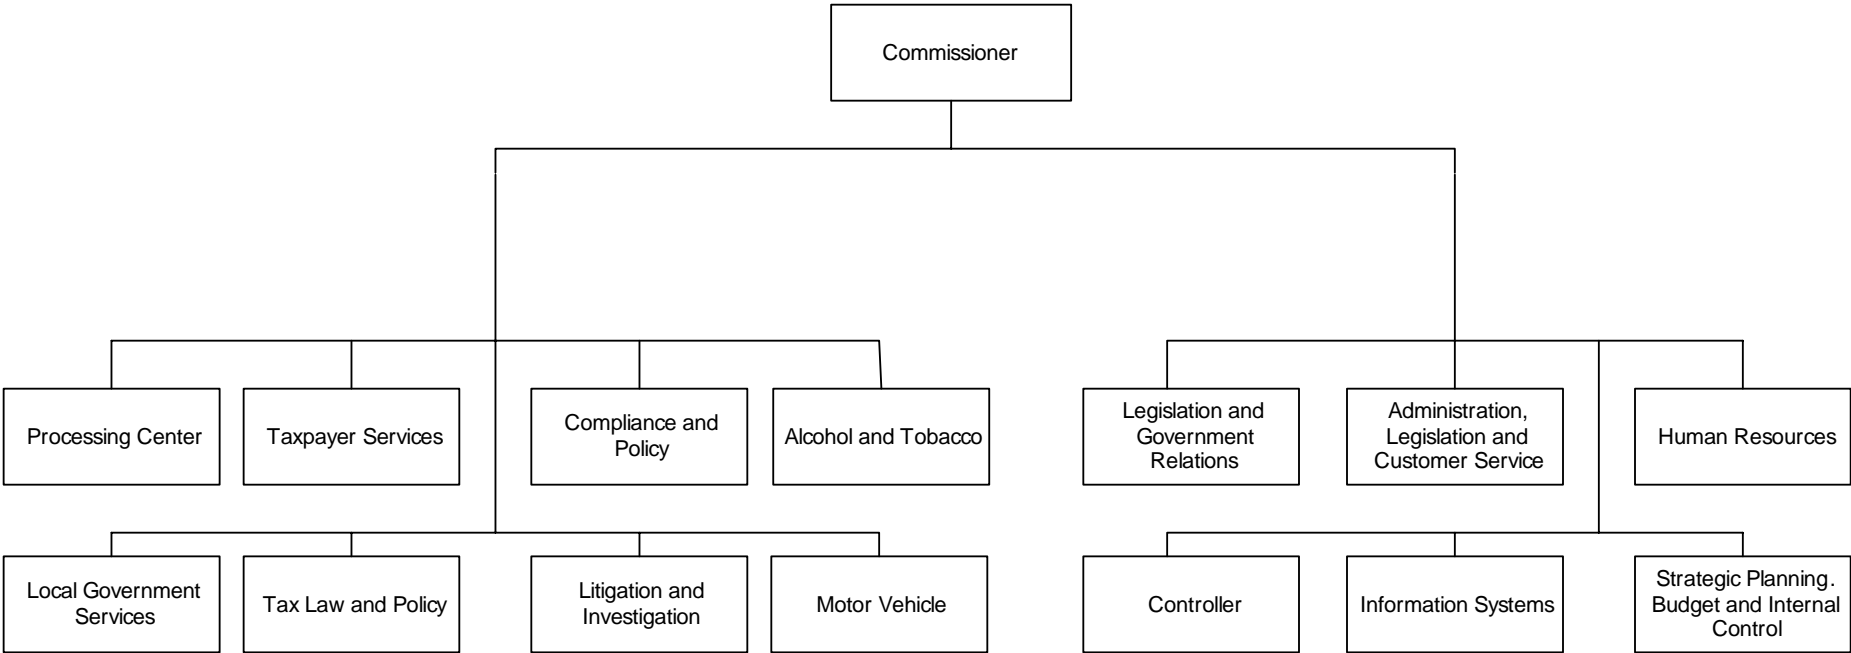 Commissioner
Processing Center
Taxpayer Services
Compliance and
Policy
Alcohol and Tobacco
Legislation and
Government
Relations
Administration,
Legislation and
Customer Service
Human Resources
Local Government
Services
Tax Law and Policy
Litigation and
Investigation
Motor Vehicle
Controller
Information Systems
Strategic Planning.
Budget and Internal
Control